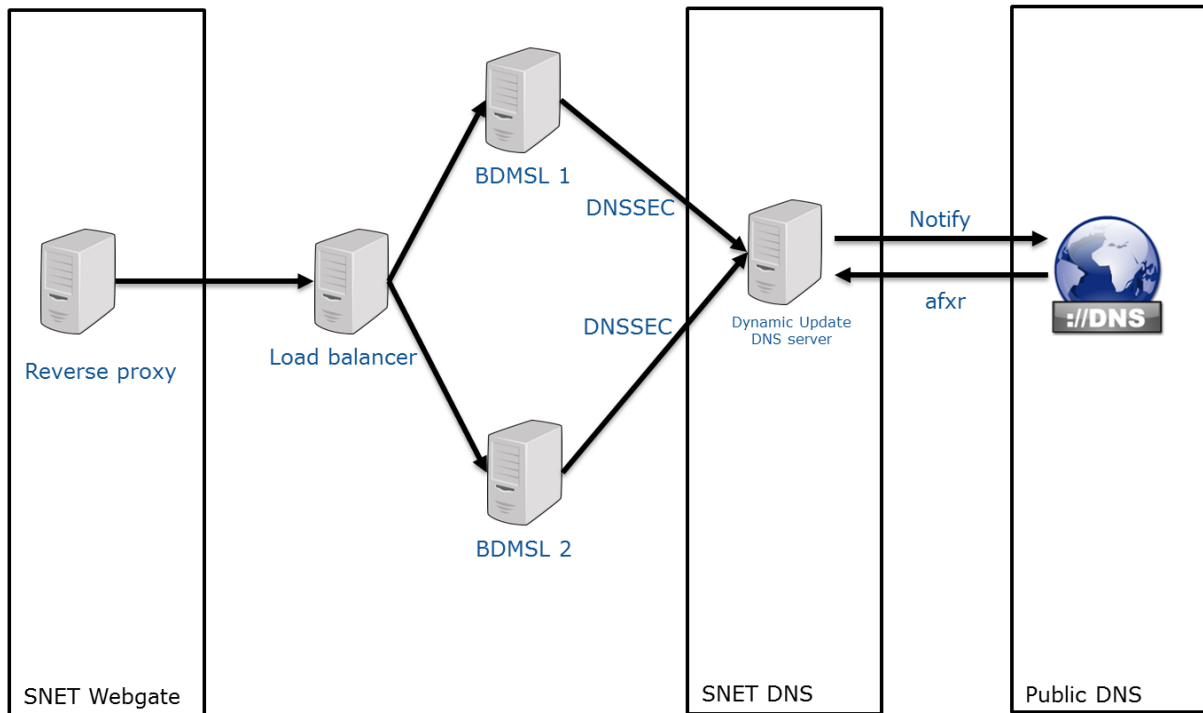 BDMSL 1
DNSSEC
Notify
Reverse proxy
Load balancer
DNSSEC
Dynamic Update
DNS server
afxr
://DNS
BDMSL 2
SNET Webgate
SNET DNS
Public DNS